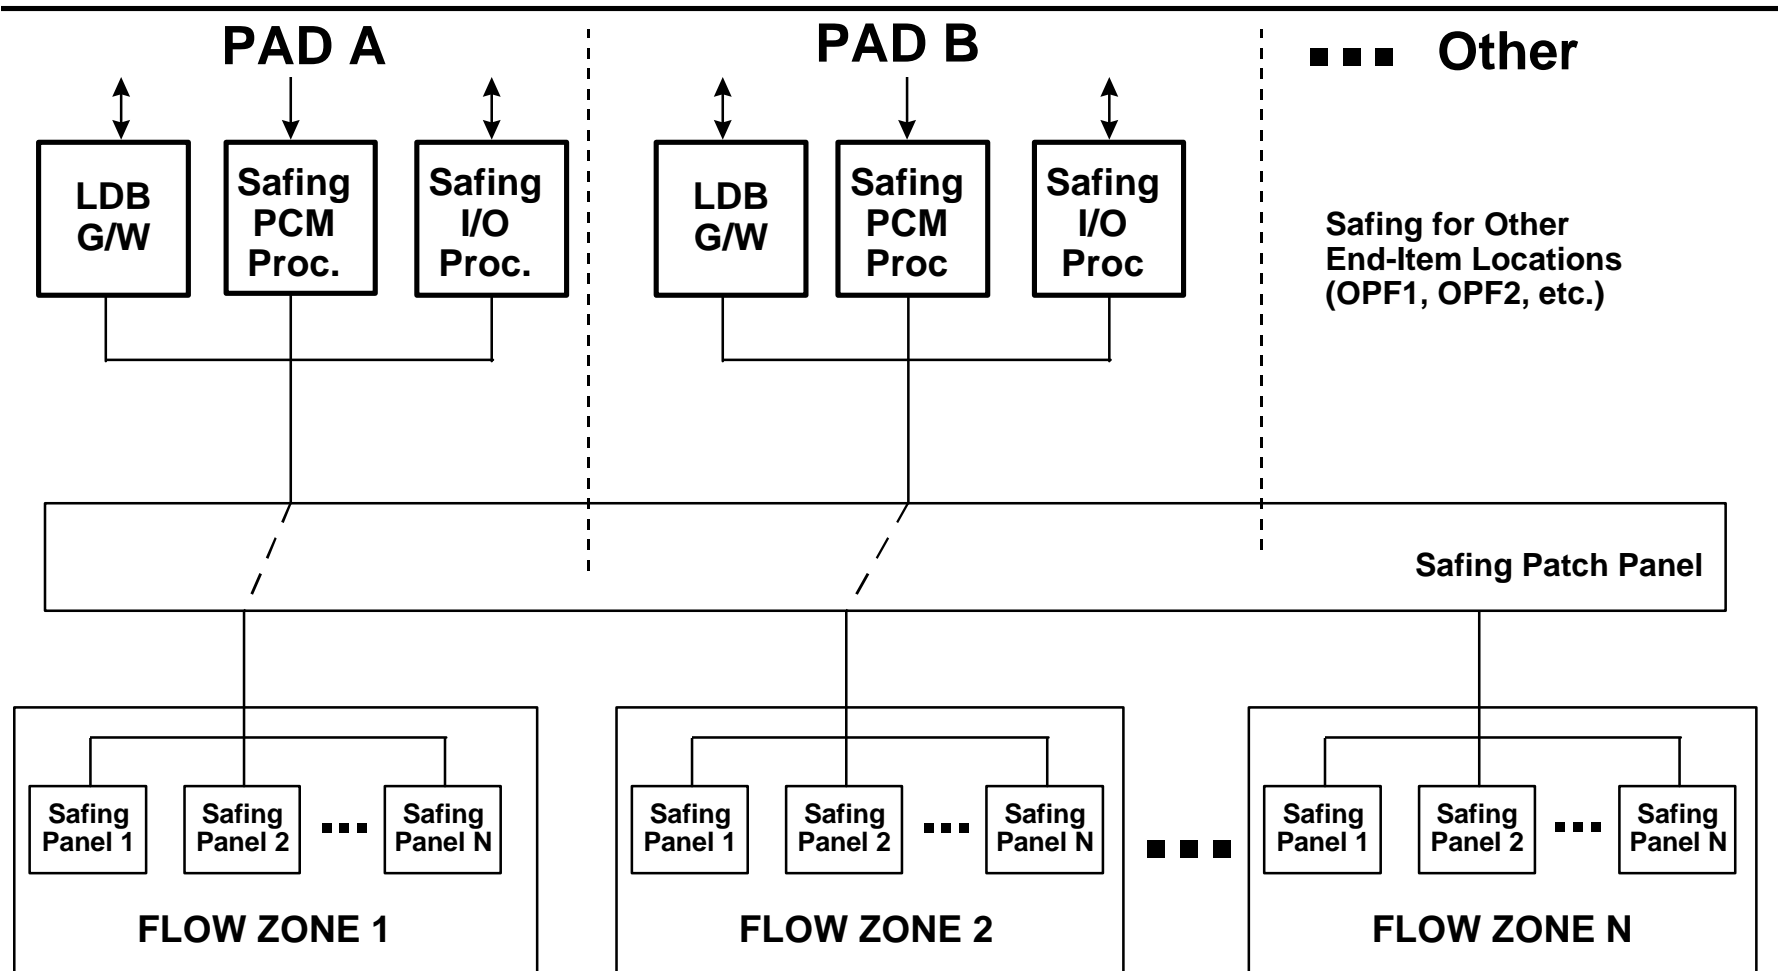 PAD A
PAD B
Other
LDB
G/W
Safing
PCM
Proc.
Safing
I/O
Proc.
LDB
G/W
Safing
PCM
Proc
Safing
I/O
Proc
Safing for Other
End-Item Locations
(OPF1, OPF2, etc.)
Safing Patch Panel
Safing
Panel 1
Safing
Panel 2
Safing
Panel N
FLOW ZONE 1
Safing
Panel 1
Safing
Panel 2
Safing
Panel N
FLOW ZONE 2
Safing
Panel 1
Safing
Panel 2
Safing
Panel N
FLOW ZONE N